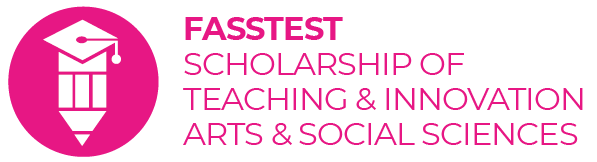 FASSTEST
SCHOLARSHIP OF
TEACHING & INNOVATION
ARTS & SOCIAL SCIENCES